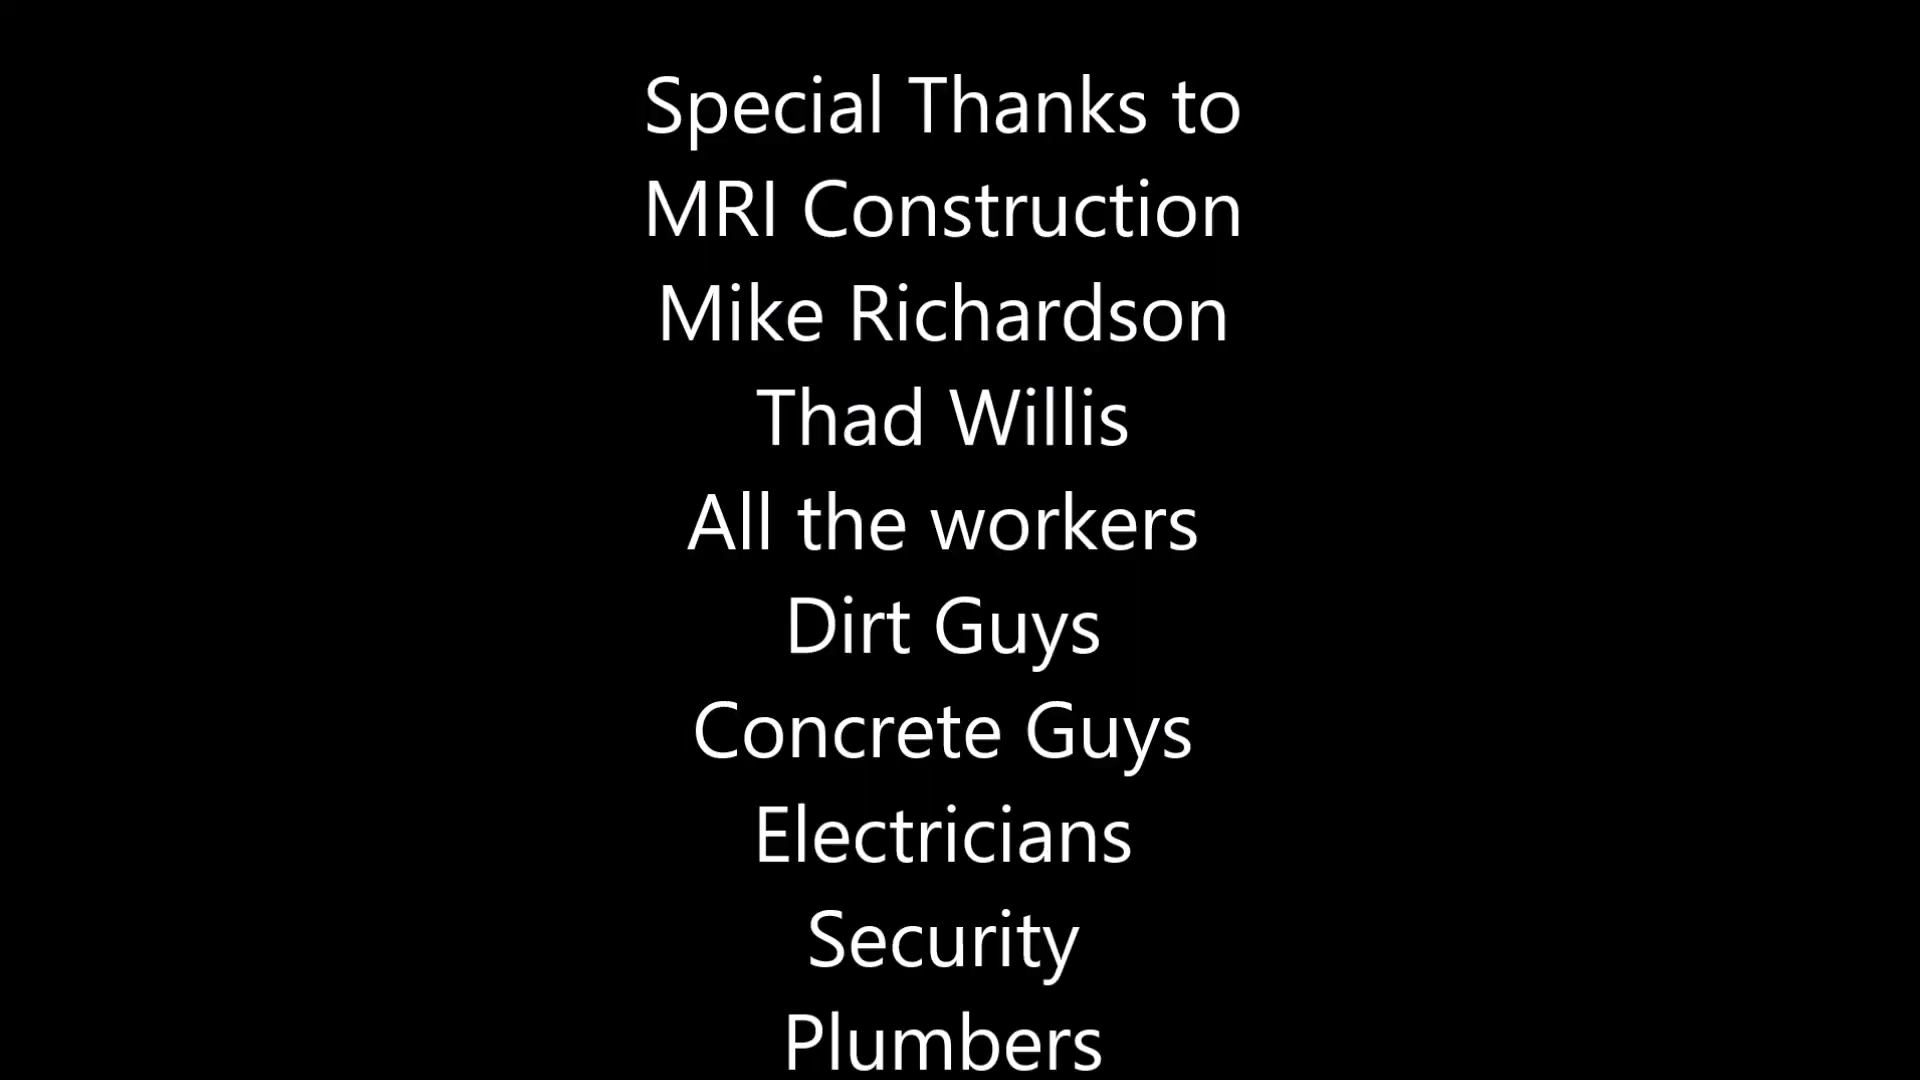 Special Thanks to
MRI Construction
Mike Richardson
Thad Willis
All the workers
Dirt Guys
Concrete Guys
Electricians
Security
Plumbers